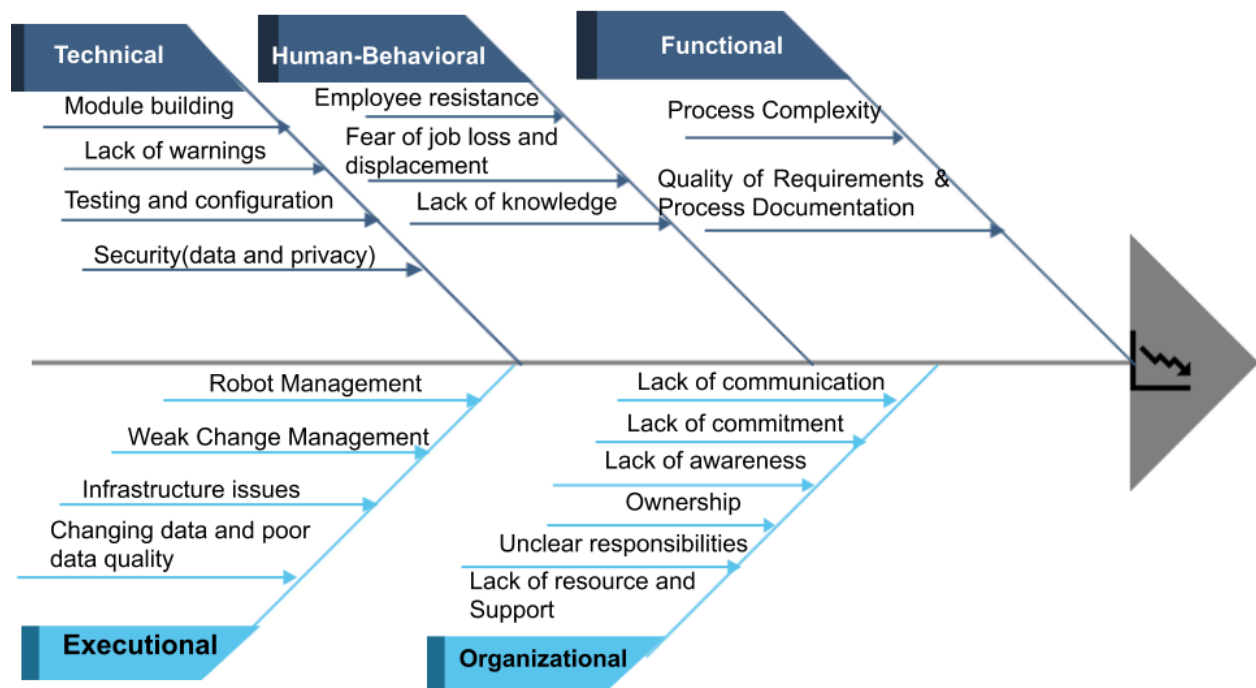 Technical
Module building
Lack of warnings
Testing and configuration
Security(data and privacy)
Human-Behavioral
Employee resistance
Fear of job loss and
displacement
Lack of knowledge
Functional
Process Complexity
Quality of Requirements &
Process Documentation
Robot Management
Weak Change Management
Infrastructure issues
Changing data and poor
data quality
Executional
Lack of communication
Lack of commitment
Lack of awareness
Ownership
Unclear responsibilities
Lack of resource and
Support
Organizational